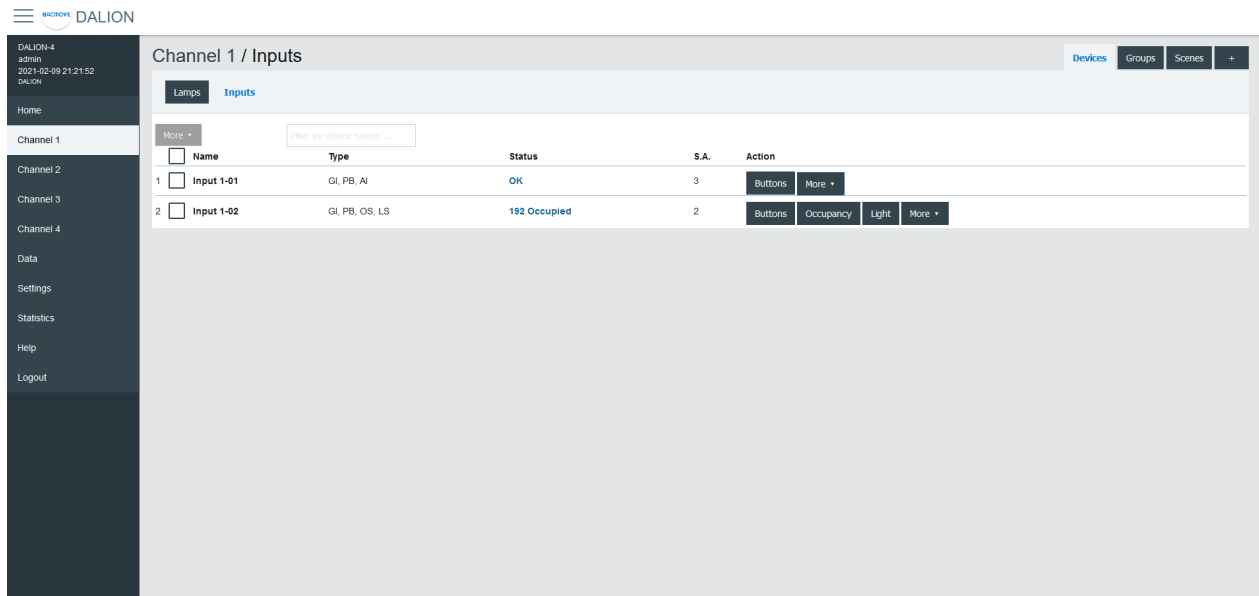 BACMOVE DALION
DALION-4
admin
2021-02-09 21:21:52
DALION
Home
Channel 1
Channel 2
Channel 3
Channel 4
Data
Settings
Statistics
Help
Logout
Channel 1 / Inputs
Devices Groups Scenes +
Lamps Inputs
More Filter by device names ...
Name Type Status S.A. Action
1 Input 1-01 GI, PB, AI OK 3 Buttons More
2 Input 1-02 GI, PB, OS, LS 192 Occupied 2 Buttons Occupancy Light More